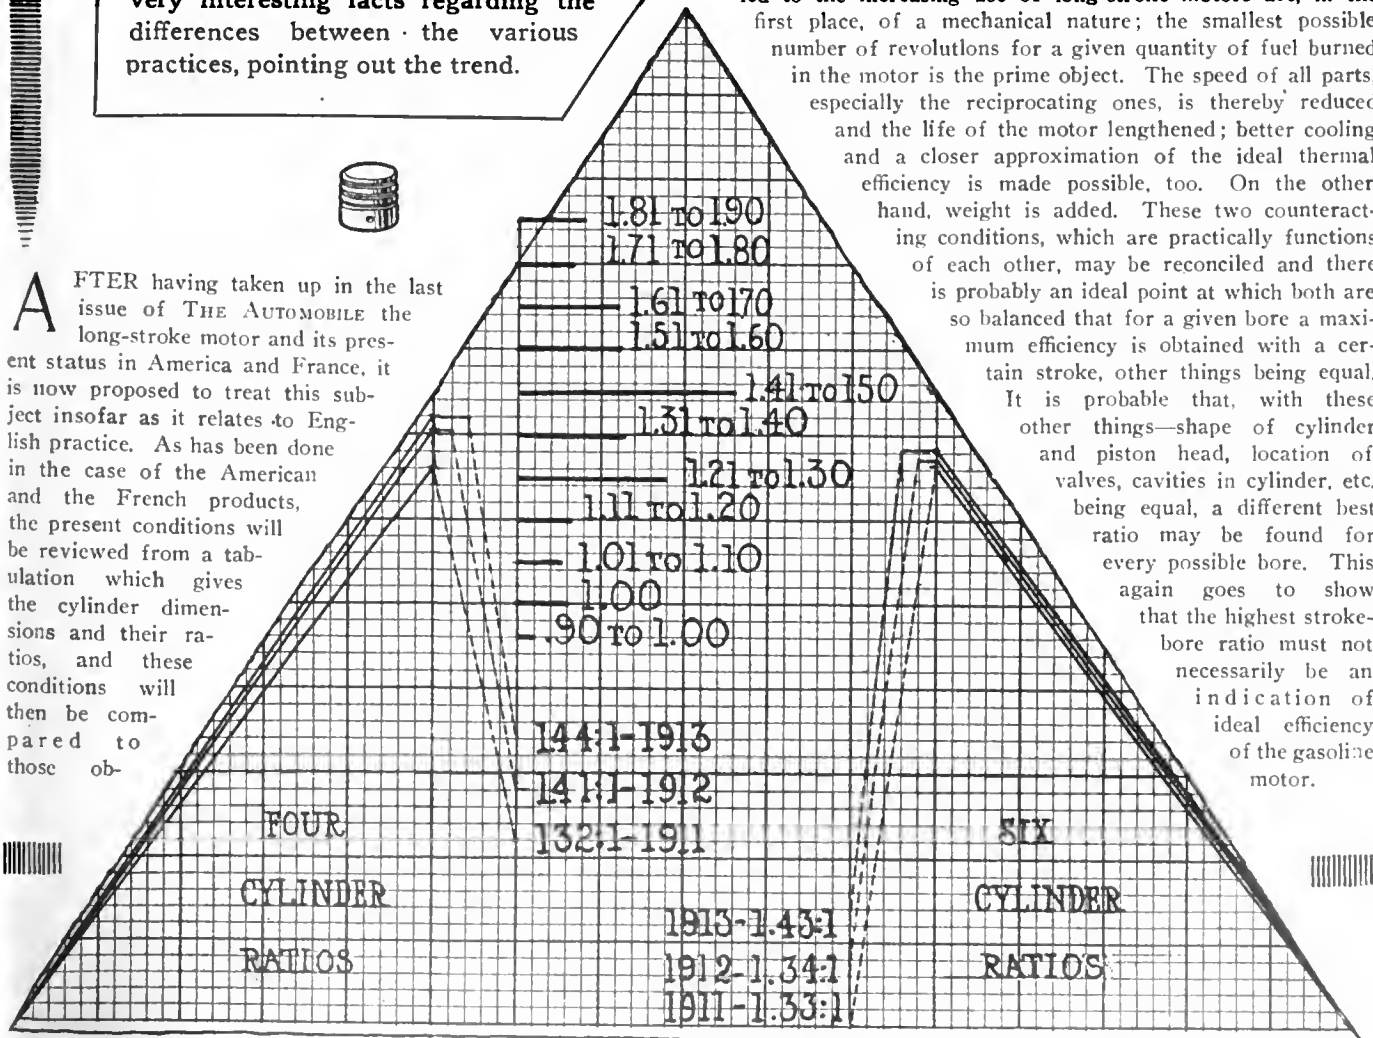 very interesting facts regarding the
differences between the various
practices, pointing out the trend.
AFTER having taken up in the last
issue of THE AUTOMOBILE the
long-stroke motor and its pres-
ent status in America and France, it
is now proposed to treat this sub-
ject insofar as it relates to Eng-
lish practice. As has been done
in the case of the American
and the French products,
the present conditions will
be reviewed from a tab-
ulation which gives
the cylinder dimen-
sions and their ra-
tios, and these
conditions will
then be com-
pared to
those ob-
first place, of a mechanical nature; the smallest possible
number of revolutions for a given quantity of fuel burned
in the motor is the prime object. The speed of all parts,
especially the reciprocating ones, is thereby reduced
and the life of the motor lengthened; better cooling
and a closer approximation of the ideal thermal
efficiency is made possible, too. On the other
hand, weight is added. These two counteract-
ing conditions, which are practically functions
of each other, may be reconciled and there
is probably an ideal point at which both are
so balanced that for a given bore a maxi-
mum efficiency is obtained with a cer-
tain stroke, other things being equal.
It is probable that, with these
other things—shape of cylinder
and piston head, location of
valves, cavities in cylinder, etc.
being equal, a different best
ratio may be found for
every possible bore. This
again goes to show
that the highest stroke-
bore ratio must not
necessarily be an
indication of
ideal efficiency
of the gasoline
motor.
1.81 TO 1.90
1.71 TO 1.80
1.61 TO 170
1.51 TO 1.60
1.41 TO 150
1.31 TO 1.40
1.21 TO 1.30
1.11 TO 1.20
1.01 TO 1.10
1.00
.90 TO 1.00
144:1-1913
141:1-1912
132:1-1911
FOUR
CYLINDER
RATIOS
1913-1.43:1
1912-1.34:1
1911-1.33:1
SIX
CYLINDER
RATIOS